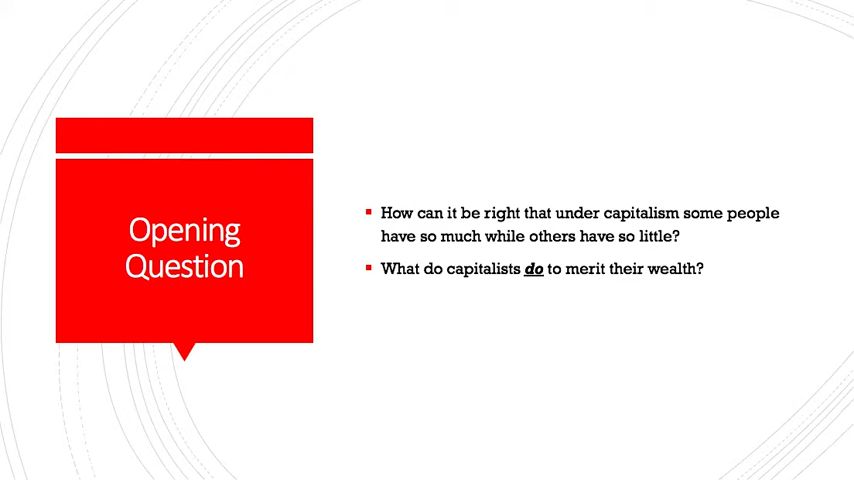 Opening
Question
How can it be right that under capitalism some people
have so much while others have so little?
What do capitalists do to merit their wealth?